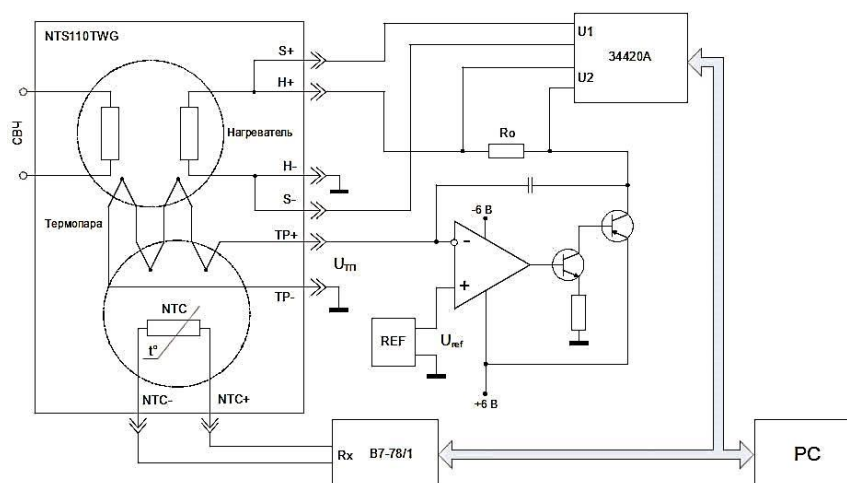 NTS110TWG
S+
U1
34420A
U2
H+
Ro
СВЧ
Нагреватель
H-
S-
Термопара
-6 В
TP+
-
UТП
+
TP-
NTC
REF
Uref
t°
+6 В
NTC-
NTC+
Rx
В7-78/1
PC